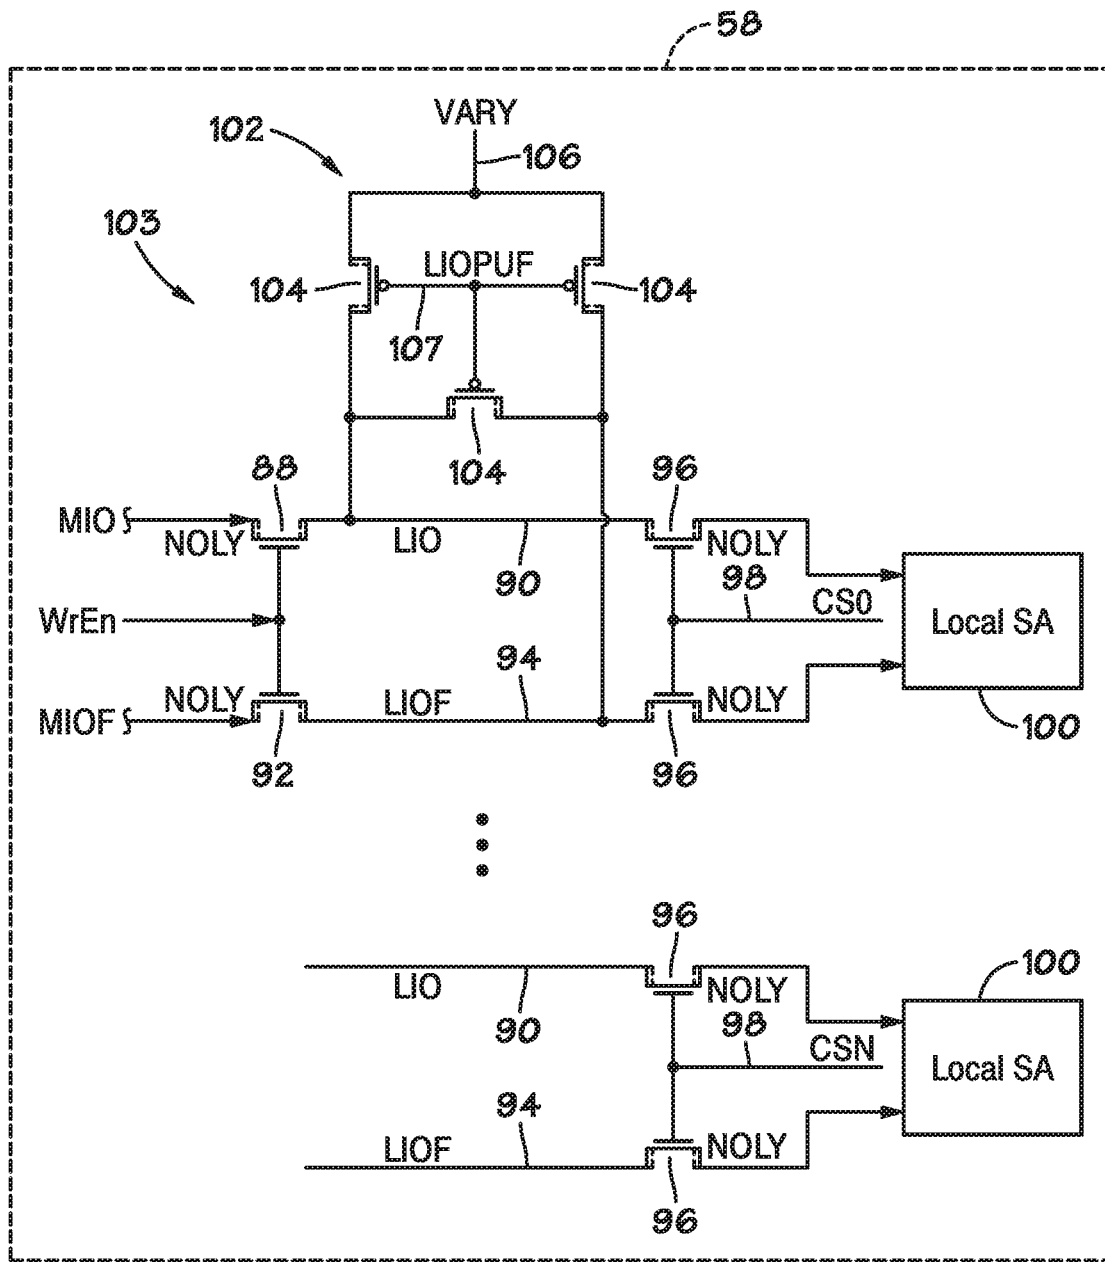 58
VARY
102
106
103
LIOPUF
104
104
107
104
88
96
MIO
NOLY
LIO
NOLY
90
98
CS0
WrEn
Local SA
94
NOLY
LIOF
NOLY
MIOF
100
92
96
96
100
LIO
NOLY
90
98
CSN
Local SA
94
NOLY
LIOF
96